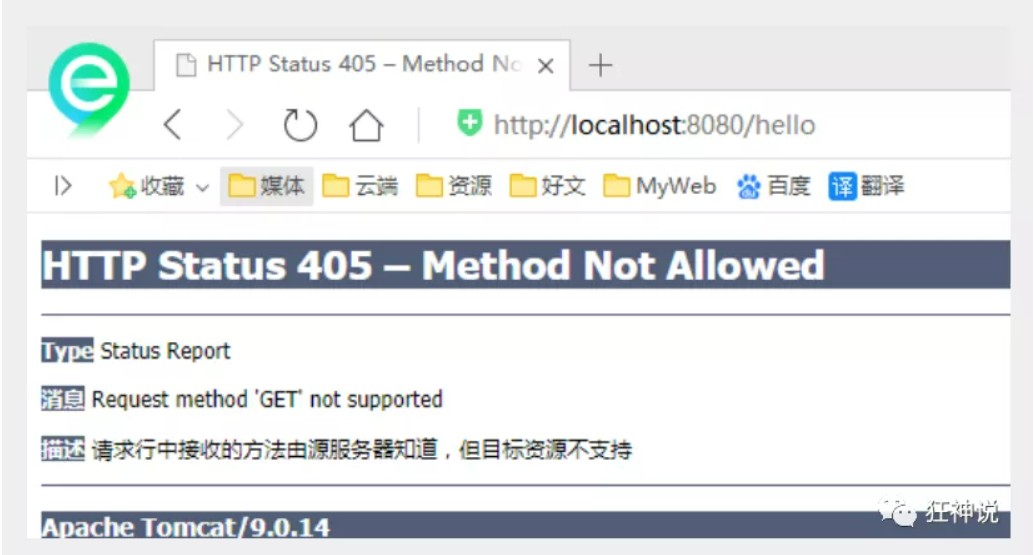 HTTP Status 405 – Method No
http://localhost:8080/hello
收藏 媒体 云端 资源 好文 MyWeb 百度 译 翻译
HTTP Status 405 – Method Not Allowed
Type Status Report
消息 Request method 'GET' not supported
描述 请求行中接收的方法由源服务器知道，但目标资源不支持
Apache Tomcat/9.0.14
狂神说